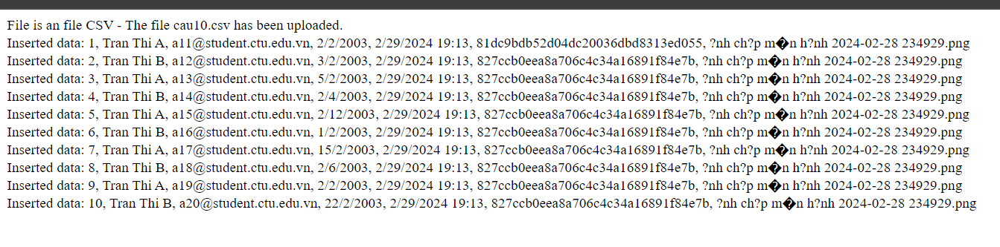 File is an file CSV - The file cau10.csv has been uploaded.
Inserted data: 1, Tran Thi A, a11@student.ctu.edu.vn, 2/2/2003, 2/29/2024 19:13, 81dc9bdb52d04dc20036dbd8313ed055, ?nh ch?p m�n h?nh 2024-02-28 234929.png
Inserted data: 2, Tran Thi B, a12@student.ctu.edu.vn, 3/2/2003, 2/29/2024 19:13, 827ccb0eea8a706c4c34a16891f84e7b, ?nh ch?p m�n h?nh 2024-02-28 234929.png
Inserted data: 3, Tran Thi A, a13@student.ctu.edu.vn, 5/2/2003, 2/29/2024 19:13, 827ccb0eea8a706c4c34a16891f84e7b, ?nh ch?p m�n h?nh 2024-02-28 234929.png
Inserted data: 4, Tran Thi B, a14@student.ctu.edu.vn, 2/4/2003, 2/29/2024 19:13, 827ccb0eea8a706c4c34a16891f84e7b, ?nh ch?p m�n h?nh 2024-02-28 234929.png
Inserted data: 5, Tran Thi A, a15@student.ctu.edu.vn, 2/12/2003, 2/29/2024 19:13, 827ccb0eea8a706c4c34a16891f84e7b, ?nh ch?p m�n h?nh 2024-02-28 234929.png
Inserted data: 6, Tran Thi B, a16@student.ctu.edu.vn, 1/2/2003, 2/29/2024 19:13, 827ccb0eea8a706c4c34a16891f84e7b, ?nh ch?p m�n h?nh 2024-02-28 234929.png
Inserted data: 7, Tran Thi A, a17@student.ctu.edu.vn, 15/2/2003, 2/29/2024 19:13, 827ccb0eea8a706c4c34a16891f84e7b, ?nh ch?p m�n h?nh 2024-02-28 234929.png
Inserted data: 8, Tran Thi B, a18@student.ctu.edu.vn, 2/6/2003, 2/29/2024 19:13, 827ccb0eea8a706c4c34a16891f84e7b, ?nh ch?p m�n h?nh 2024-02-28 234929.png
Inserted data: 9, Tran Thi A, a19@student.ctu.edu.vn, 2/2/2003, 2/29/2024 19:13, 827ccb0eea8a706c4c34a16891f84e7b, ?nh ch?p m�n h?nh 2024-02-28 234929.png
Inserted data: 10, Tran Thi B, a20@student.ctu.edu.vn, 22/2/2003, 2/29/2024 19:13, 827ccb0eea8a706c4c34a16891f84e7b, ?nh ch?p m�n h?nh 2024-02-28 234929.png